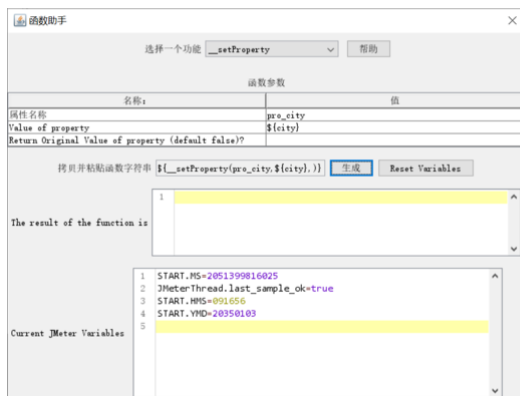 函数助手
选择一个功能 __setProperty 帮助
函数参数
名称: 值
属性名称 pro_city
Value of property ${city}
Return Original Value of property (default false)?
拷贝并粘贴函数字符串 ${__setProperty(pro_city,${city},)} 生成 Reset Variables
The result of the function is
1
Current JMeter Variables
1 START.MS=2051399816025
2 JMeterThread.last_sample_ok=true
3 START.HMS=091656
4 START.YMD=20350103
5